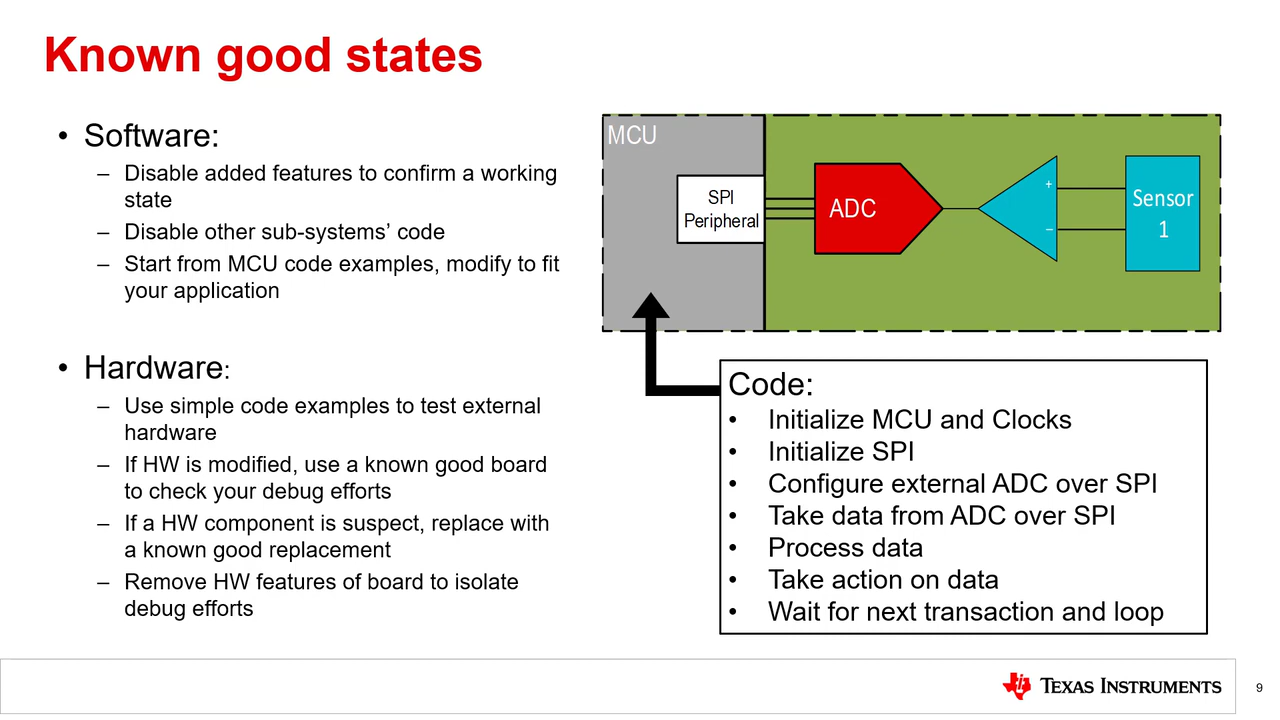 Known good states
• Software:
– Disable added features to confirm a working
state
– Disable other sub-systems’ code
– Start from MCU code examples, modify to fit
your application
• Hardware:
– Use simple code examples to test external
hardware
– If HW is modified, use a known good board
to check your debug efforts
– If a HW component is suspect, replace with
a known good replacement
– Remove HW features of board to isolate
debug efforts
MCU
SPI
Peripheral
ADC
+
–
Sensor
1
Code:
• Initialize MCU and Clocks
• Initialize SPI
• Configure external ADC over SPI
• Take data from ADC over SPI
• Process data
• Take action on data
• Wait for next transaction and loop
TEXAS INSTRUMENTS
9